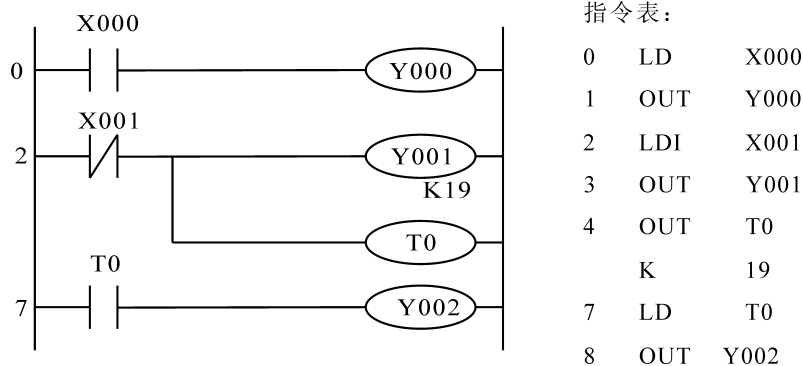 X000
0 Y000
X001
2 Y001
K19
T0
T0
7 Y002
指令表：
0 LD X000
1 OUT Y000
2 LDI X001
3 OUT Y001
4 OUT T0
K 19
7 LD T0
8 OUT Y002